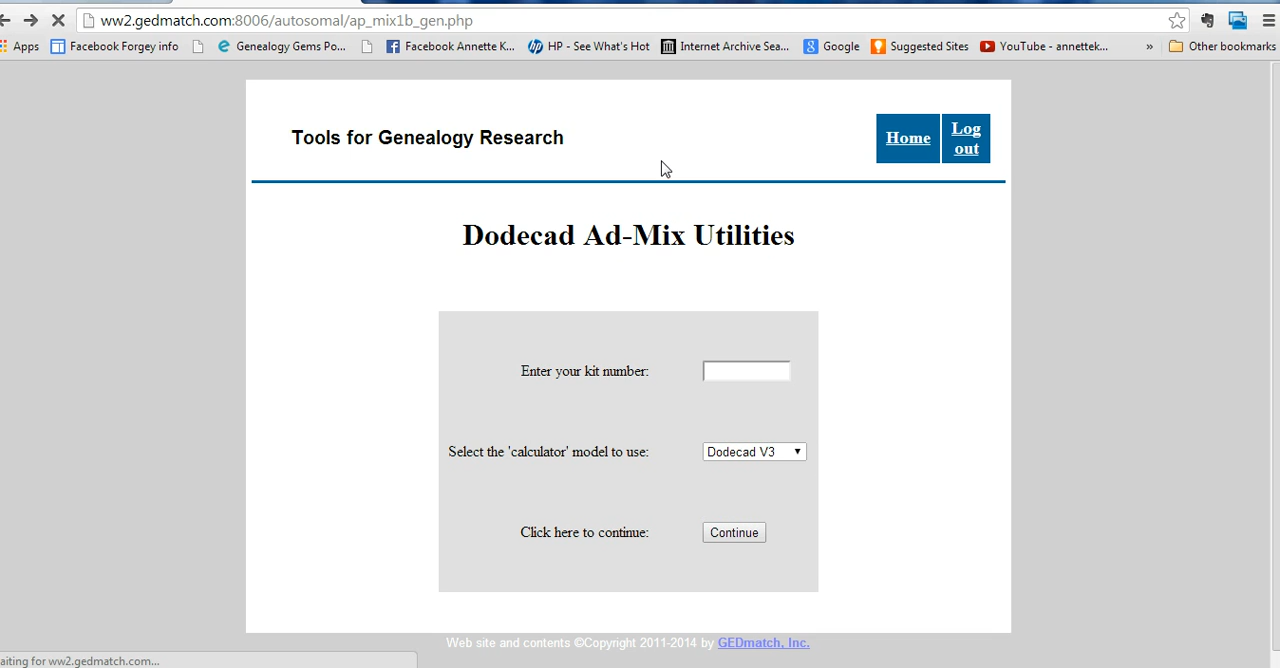 ww2.gedmatch.com:8006/autosomal/ap_mix1b_gen.php
Apps Facebook Forgey info Genealogy Gems Po... Facebook Annette K... HP - See What's Hot Internet Archive Sea... Google Suggested Sites YouTube - annettek... » Other bookmarks
Tools for Genealogy Research
Home
Log out
Dodecad Ad-Mix Utilities
Enter your kit number:
Select the 'calculator' model to use: Dodecad V3
Click here to continue: Continue
Web site and contents ©Copyright 2011-2014 by GEDmatch, Inc.
aiting for ww2.gedmatch.com...